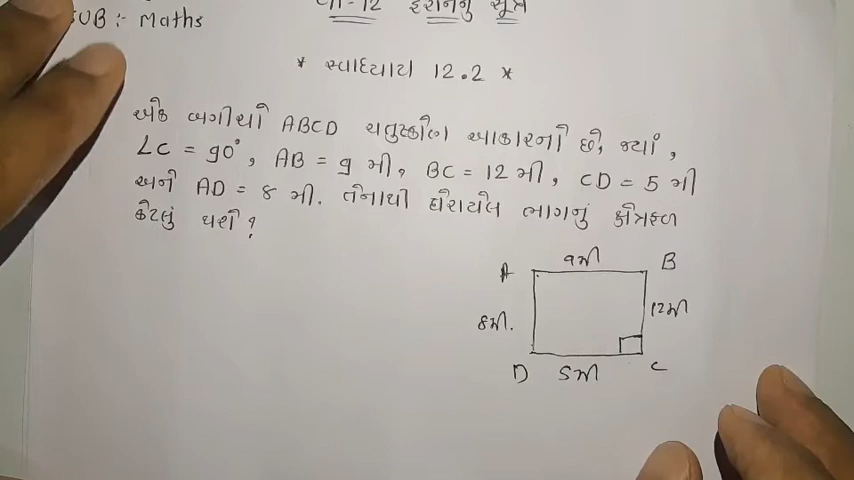 SUB :- Maths
પાઠ-12 હેરોનનું સૂત્ર
* સ્વાધ્યાય 12.2 *
એક બગીચો ABCD ચતુષ્કોણ આકારનો છે, જ્યાં,
∠C = 90°, AB = 9 મી, BC = 12 મી, CD = 5 મી
અને AD = 8 મી. તેનાથી ઘેરાયેલ ભાગનું ક્ષેત્રફળ
કેટલું થશે?
A 9મી B
8મી. 12મી
D 5મી C